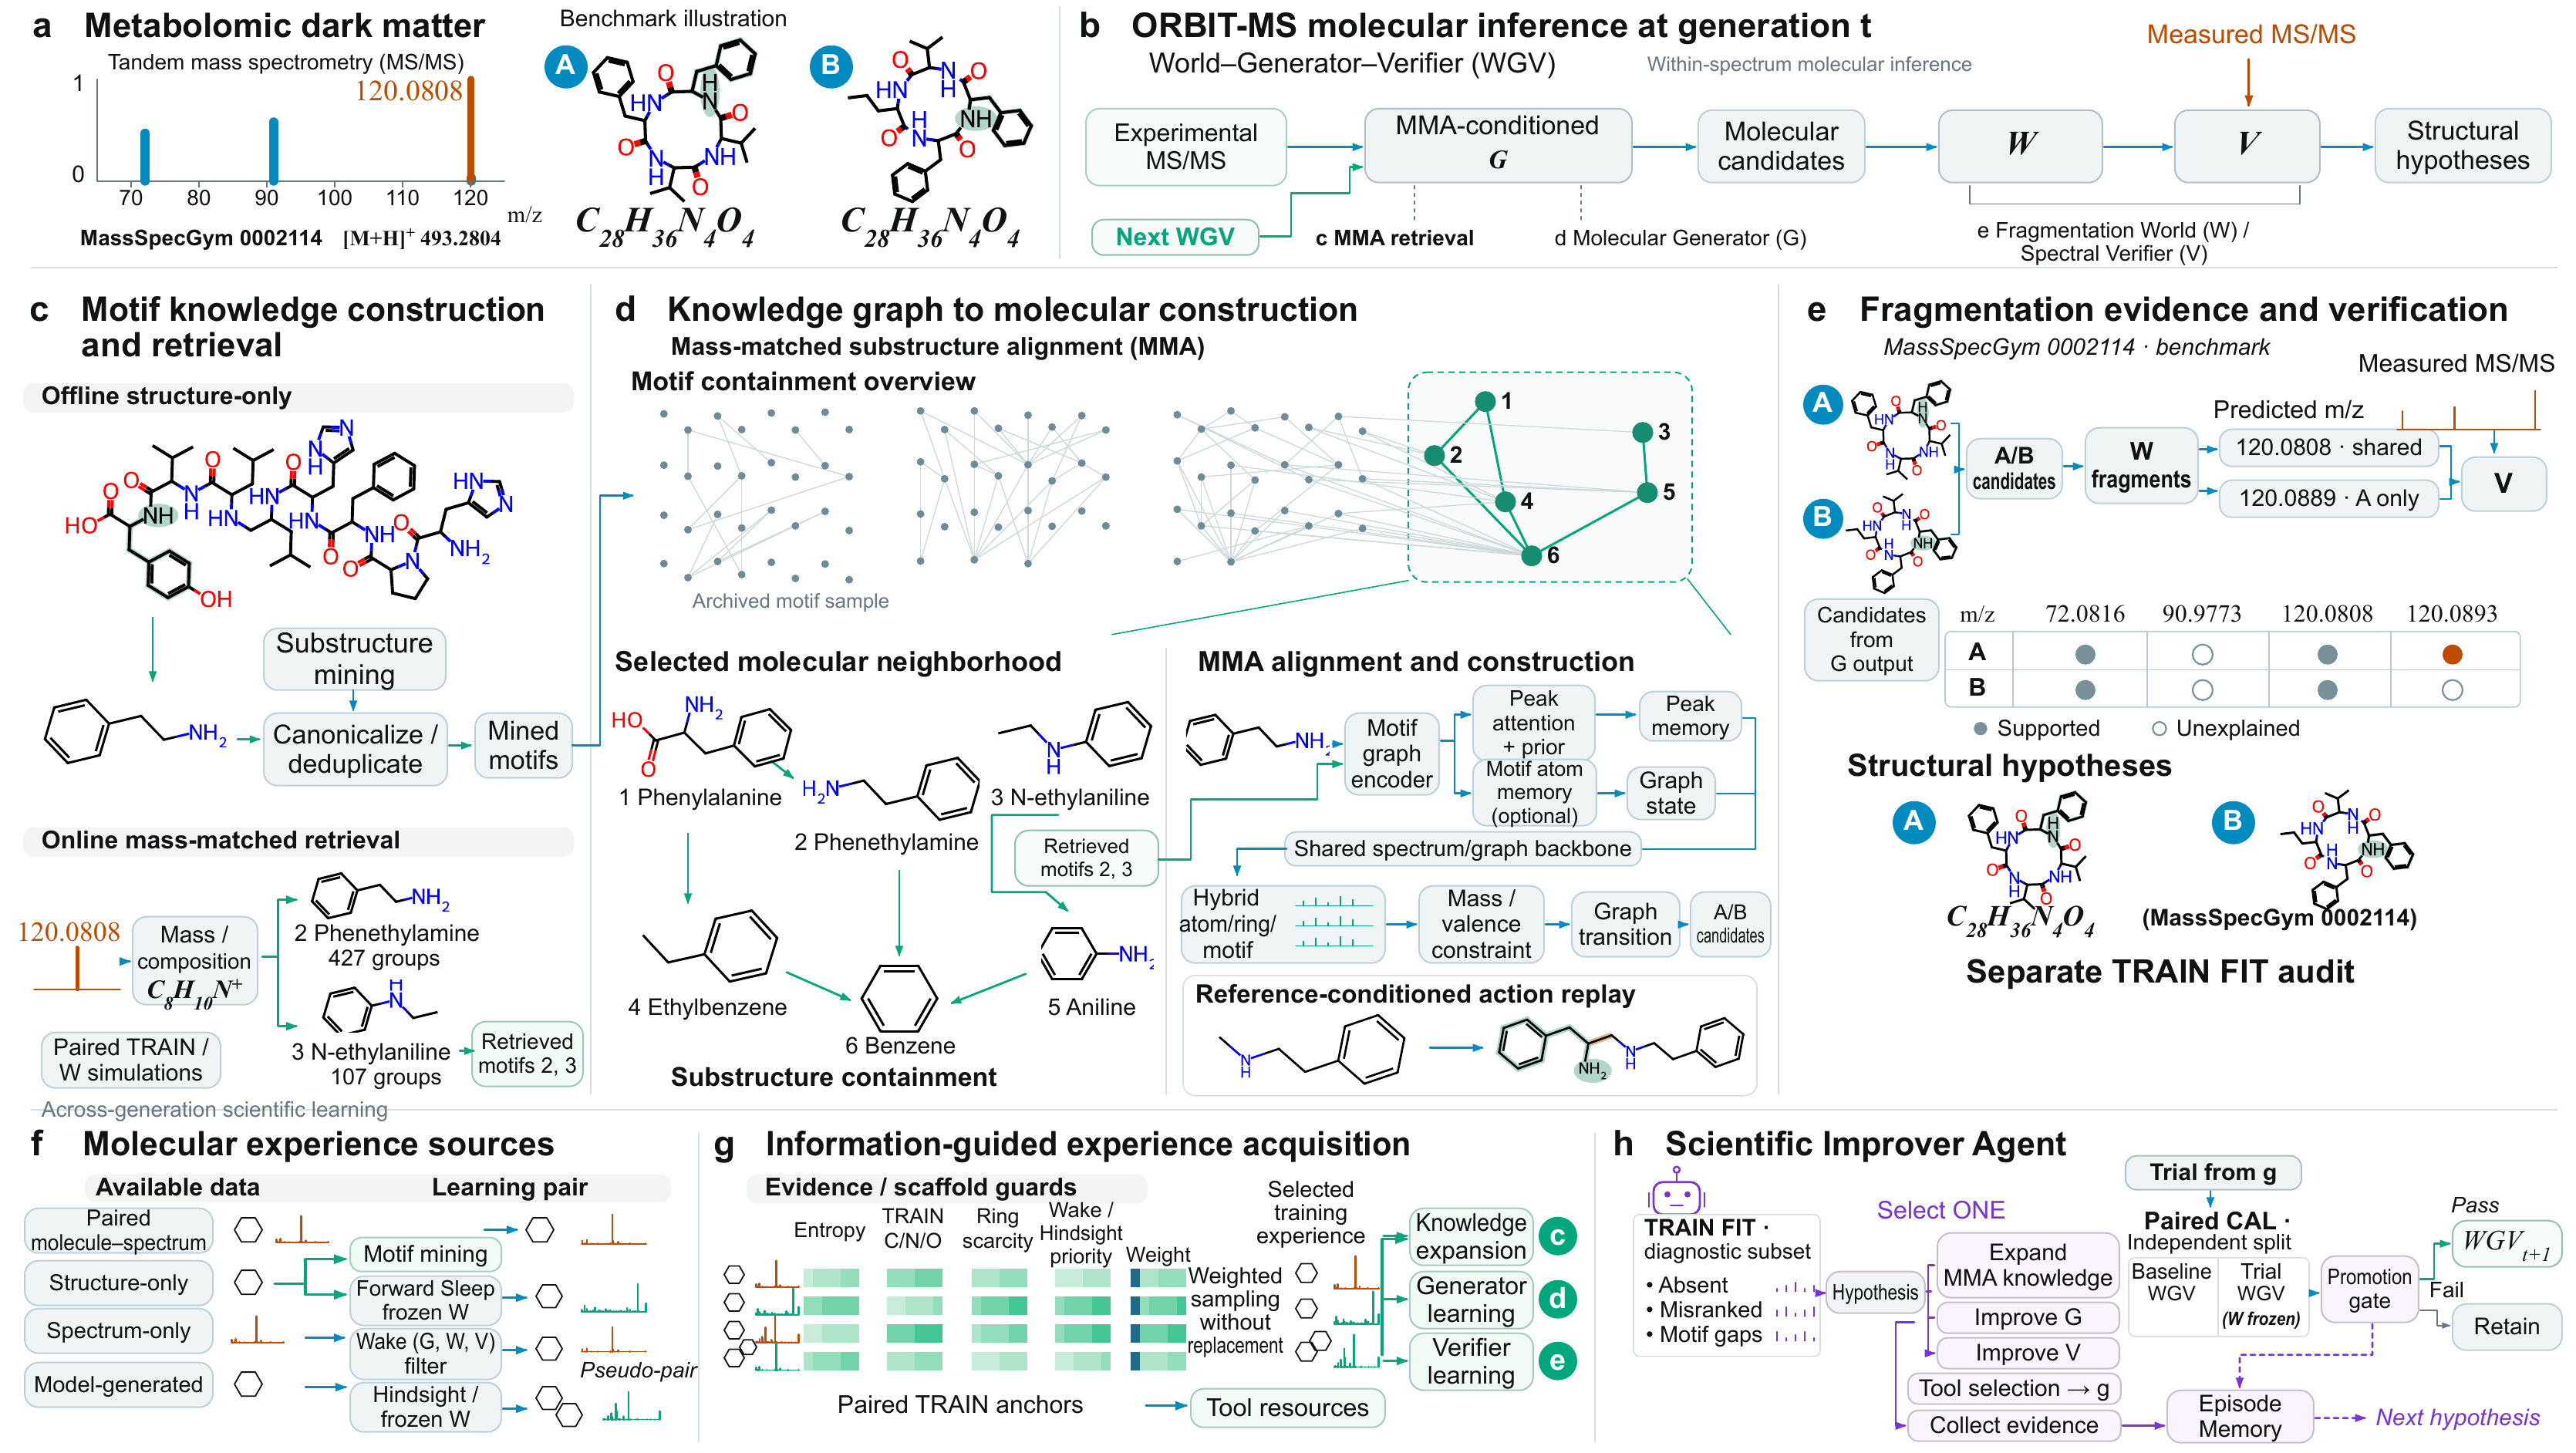 a Metabolomic dark matter
Tandem mass spectrometry (MS/MS)
1
120.0808
0
70 80 90 100 110 120
m/z
MassSpecGym 0002114 [M+H]+ 493.2804
Benchmark illustration
A
B
C28H36N4O4
C28H36N4O4
b ORBIT-MS molecular inference at generation t
World–Generator–Verifier (WGV)
Within-spectrum molecular inference
Measured MS/MS
Experimental
MS/MS
MMA-conditioned
G
Molecular
candidates
W
V
Structural
hypotheses
Next WGV
c MMA retrieval
d Molecular Generator (G)
e Fragmentation World (W) /
Spectral Verifier (V)
c Motif knowledge construction
and retrieval
Offline structure-only
Substructure
mining
Canonicalize /
deduplicate
Mined
motifs
Online mass-matched retrieval
120.0808
Mass /
composition
C8H10N+
2 Phenethylamine
427 groups
3 N-ethylaniline
107 groups
Paired TRAIN /
W simulations
Retrieved
motifs 2, 3
d Knowledge graph to molecular construction
Mass-matched substructure alignment (MMA)
Motif containment overview
1
2
3
4
5
6
Archived motif sample
Selected molecular neighborhood
1 Phenylalanine
2 Phenethylamine
3 N-ethylaniline
Retrieved
motifs 2, 3
4 Ethylbenzene
5 Aniline
6 Benzene
Substructure containment
MMA alignment and construction
Motif
graph
encoder
Peak
attention
+ prior
Peak
memory
Motif atom
memory
(optional)
Graph
state
Shared spectrum/graph backbone
Hybrid
atom/ring/
motif
Mass /
valence
constraint
Graph
transition
A/B
candidates
Reference-conditioned action replay
e Fragmentation evidence and verification
MassSpecGym 0002114 · benchmark
Measured MS/MS
A
B
A/B
candidates
W
fragments
Predicted m/z
120.0808 · shared
120.0889 · A only
V
Candidates
from
G output
m/z 72.0816 90.9773 120.0808 120.0893
A
B
Supported
Unexplained
Structural hypotheses
A
B
C28H36N4O4
(MassSpecGym 0002114)
Separate TRAIN FIT audit
Across-generation scientific learning
f Molecular experience sources
Available data
Learning pair
Paired
molecule–spectrum
Structure-only
Spectrum-only
Model-generated
Motif mining
Forward Sleep
frozen W
Wake (G, W, V)
filter
Hindsight /
frozen W
Pseudo-pair
g Information-guided experience acquisition
Evidence / scaffold guards
Entropy
TRAIN
C/N/O
Ring
scarcity
Wake /
Hindsight
priority
Weight
Weighted
sampling
without
replacement
Selected
training
experience
Knowledge
expansion
c
Generator
learning
d
Verifier
learning
e
Paired TRAIN anchors
Tool resources
h Scientific Improver Agent
TRAIN FIT ·
diagnostic subset
• Absent
• Misranked
• Motif gaps
Hypothesis
Select ONE
Expand
MMA knowledge
Improve G
Improve V
Tool selection → g
Collect evidence
Trial from g
Paired CAL ·
Independent split
Baseline
WGV
Trial
WGV
(W frozen)
Promotion
gate
Pass
WGVt+1
Fail
Retain
Episode
Memory
Next hypothesis